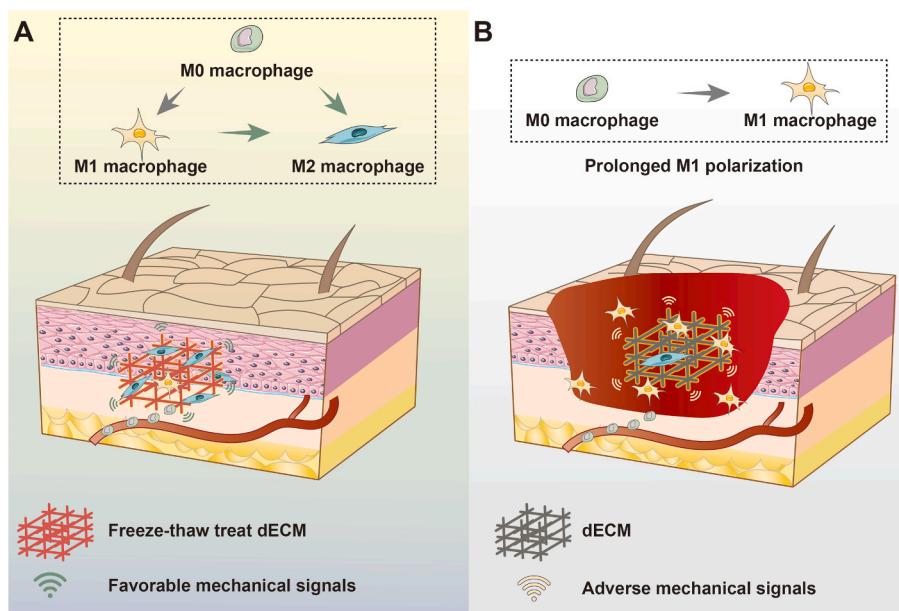 A
M0 macrophage
M1 macrophage
M2 macrophage
Freeze-thaw treat dECM
Favorable mechanical signals
B
M0 macrophage
M1 macrophage
Prolonged M1 polarization
dECM
Adverse mechanical signals